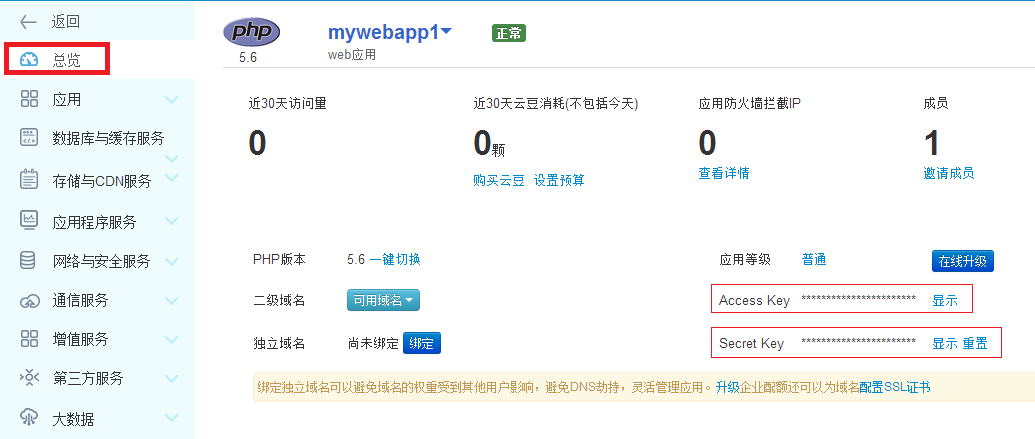 返回
总览
应用
数据库与缓存服务
存储与CDN服务
应用程序服务
网络与安全服务
通信服务
增值服务
第三方服务
大数据
php
5.6
mywebapp1
正常
web应用
近30天访问量
0
近30天云豆消耗(不包括今天)
0颗
购买云豆 设置预算
应用防火墙拦截IP
0
查看详情
成员
1
邀请成员
PHP版本 5.6 一键切换
应用等级 普通 在线升级
二级域名 可用域名
Access Key *********************** 显示
独立域名 尚未绑定 绑定
Secret Key *********************** 显示 重置
绑定独立域名可以避免域名的权重受到其他用户影响，避免DNS劫持，灵活管理应用。升级企业配额还可以为域名配置SSL证书